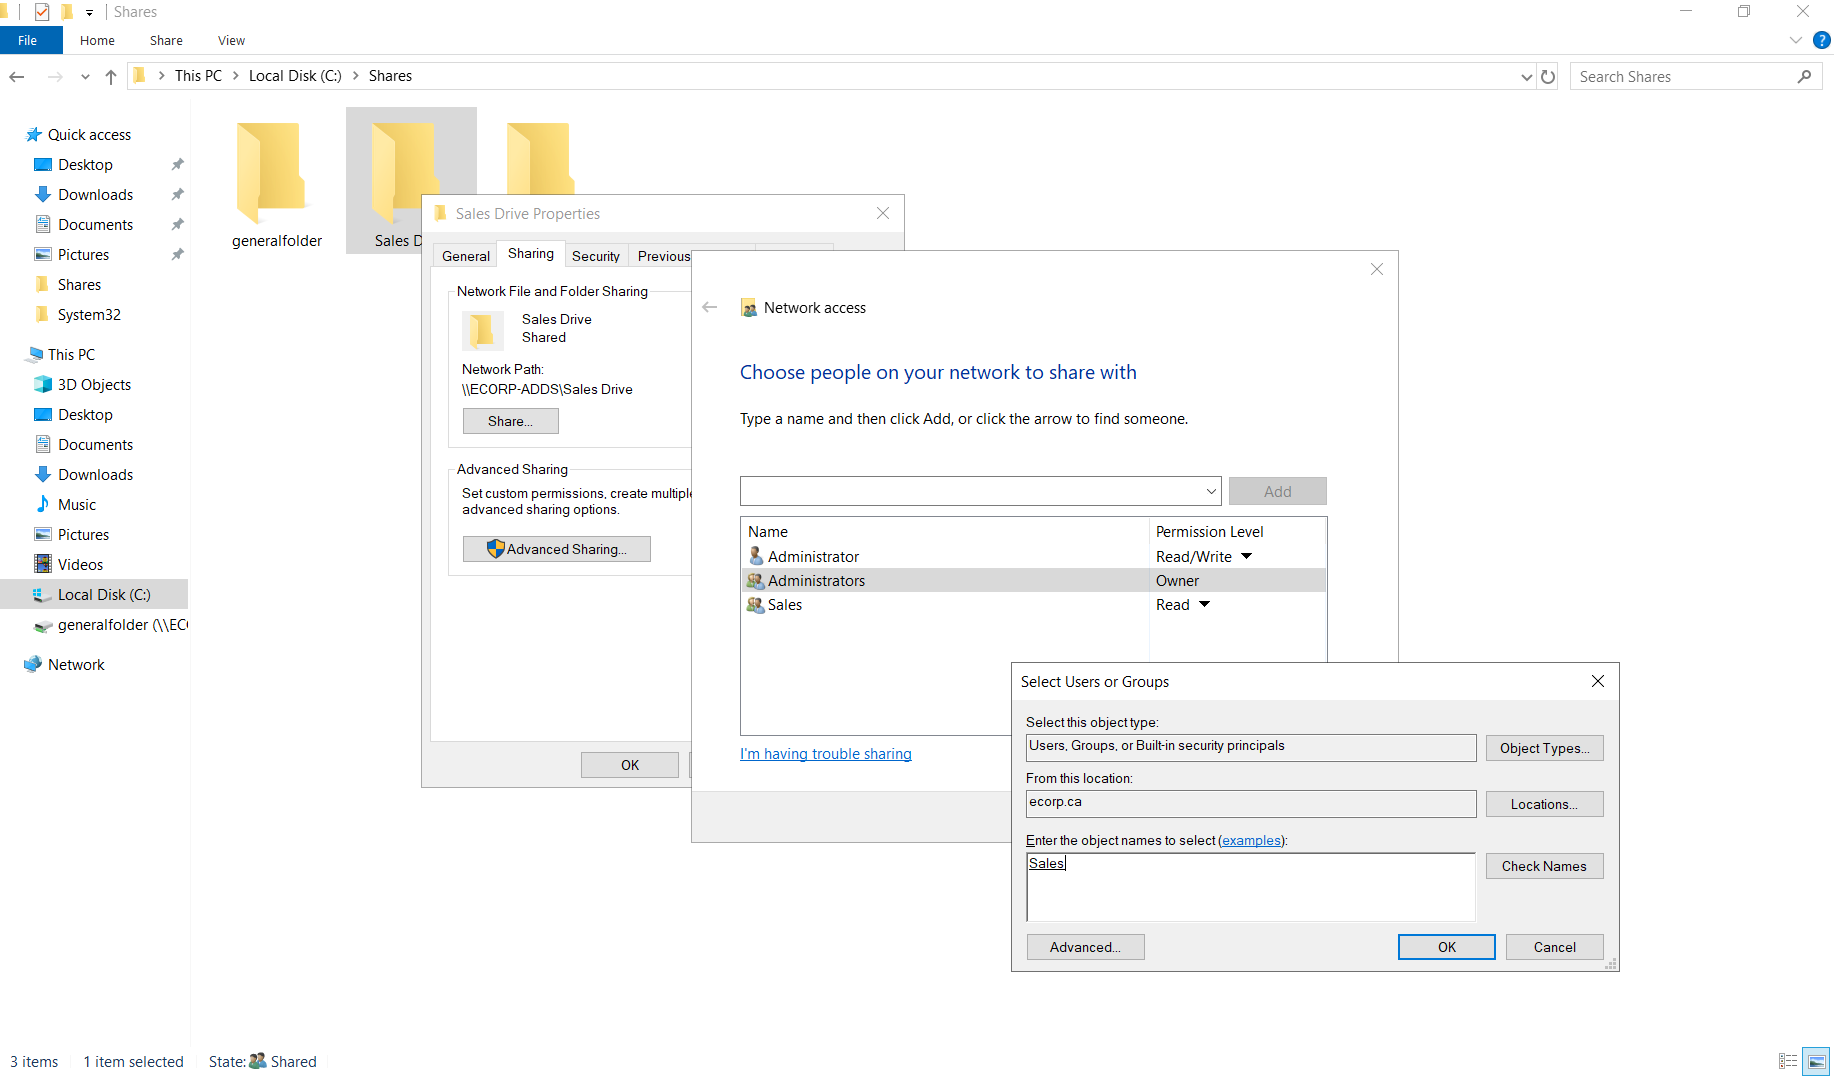 Shares
File
Home
Share
View
?
This PC
Local Disk (C:)
Shares
Search Shares
Quick access
Desktop
Downloads
Documents
Pictures
Shares
System32
This PC
3D Objects
Desktop
Documents
Downloads
Music
Pictures
Videos
Local Disk (C:)
generalfolder (\\EC
Network
generalfolder
Sales D
Sales Drive Properties
General
Sharing
Security
Previous
Network File and Folder Sharing
Sales Drive
Shared
Network Path:
\\ECORP-ADDS\Sales Drive
Share...
Advanced Sharing
Set custom permissions, create multiple
advanced sharing options.
Advanced Sharing...
OK
Network access
Choose people on your network to share with
Type a name and then click Add, or click the arrow to find someone.
Add
Name
Permission Level
Administrator
Read/Write
Administrators
Owner
Sales
Read
I'm having trouble sharing
Select Users or Groups
Select this object type:
Users, Groups, or Built-in security principals
Object Types...
From this location:
ecorp.ca
Locations...
Enter the object names to select (examples):
Sales
Check Names
Advanced...
OK
Cancel
3 items
1 item selected
State: Shared